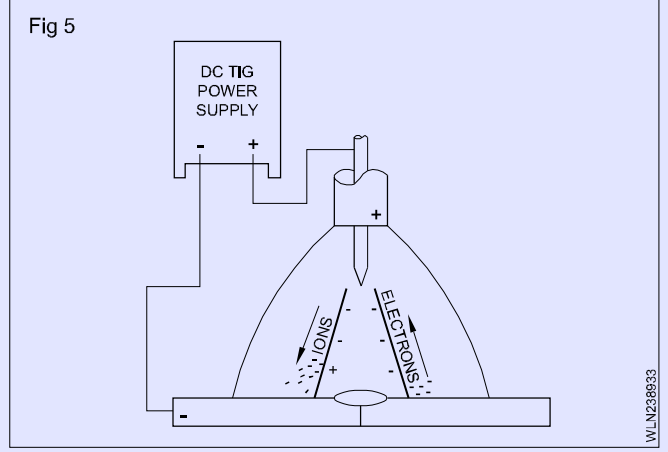 Fig 5
DC TIG
POWER
SUPPLY
- +
+
IONS
ELECTRONS
- -
- -
+ -
-
WLN238933